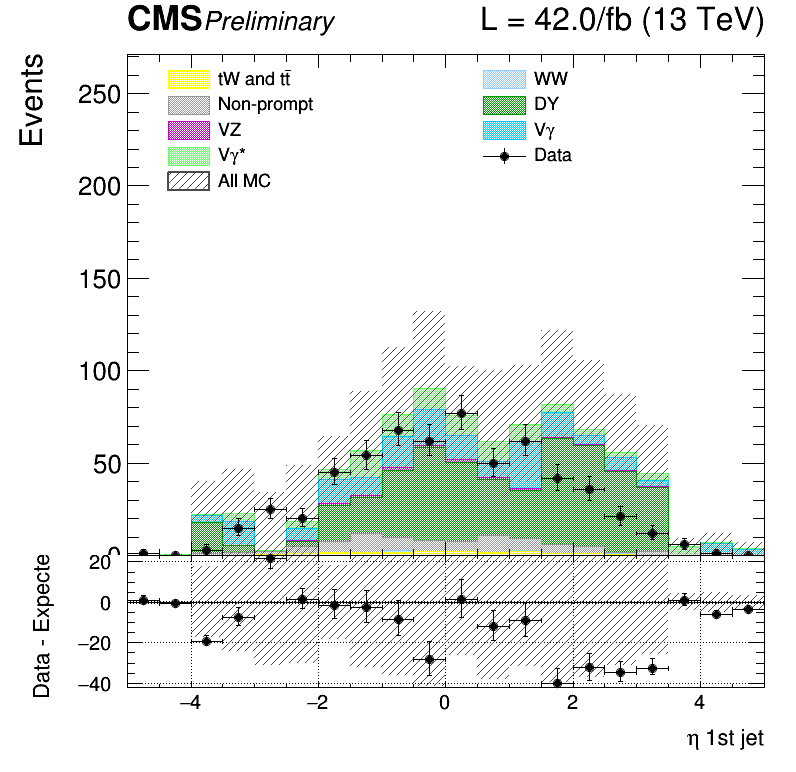 CMS Preliminary L = 42.0/fb (13 TeV)
Events
250
200
150
100
50
0
tW and tt̄
Non-prompt
VZ
Vγ*
All MC
WW
DY
Vγ
Data
Data - Expecte
20
0
−20
−40
−4 −2 0 2 4
η 1st jet